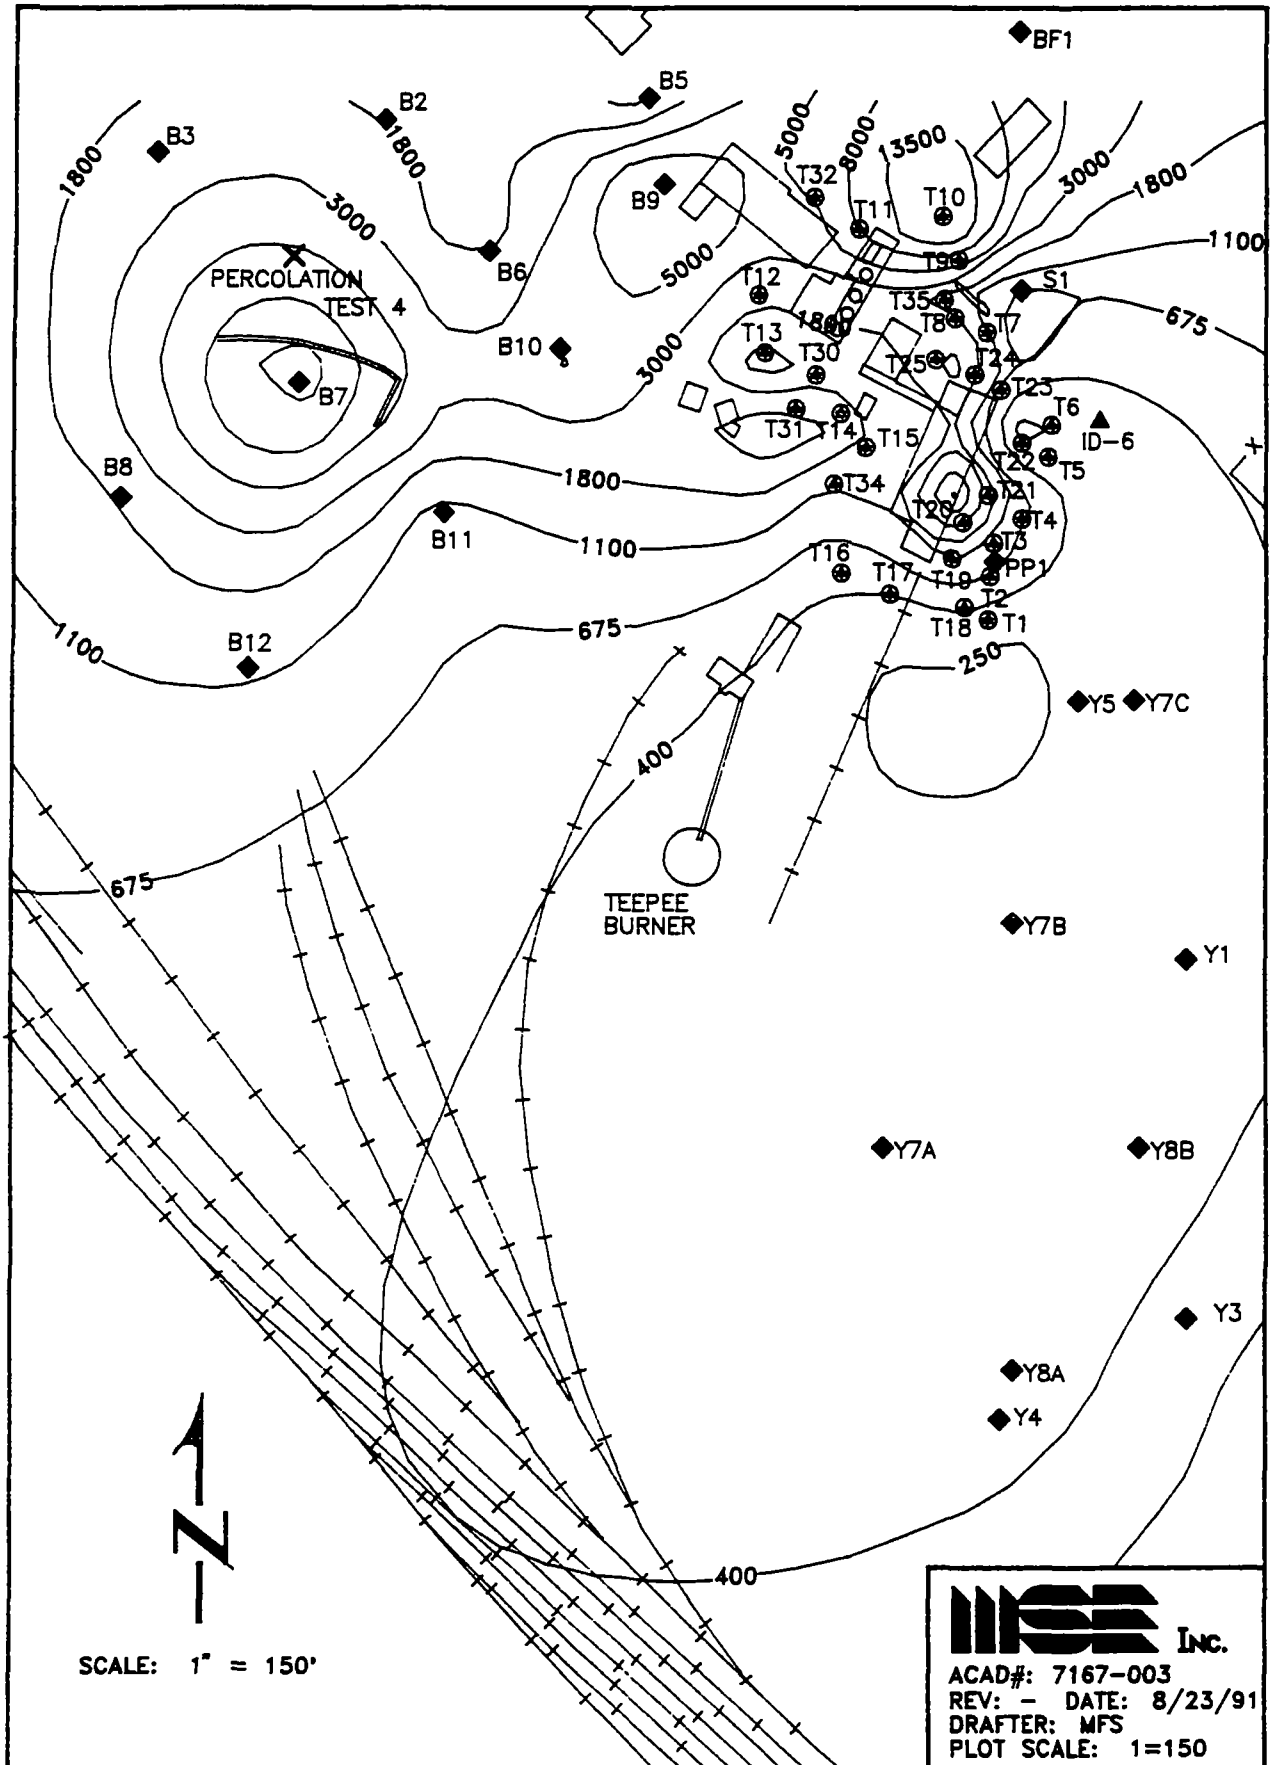 BF1
B5
B2
B3
1800
1800
5000
8000
13500
3000
1800
T32
T10
B9
T11
3000
1100
PERCOLATION
TEST 4
B6
5000
T9
T12
S1
T35
675
1800
T8
T7
B10
T13
3000
T30
T25
T24
B7
T23
T6
ID-6
T31
T14
T15
T22
T5
B8
1800
T34
T21
T20
T4
B11
1100
T3
T16
T19
PP1
T17
T2
1100
B12
675
T18
T1
250
Y5
Y7C
400
675
TEEPEE
BURNER
Y7B
Y1
Y7A
Y8B
Y3
Y8A
Y4
N
400
SCALE: 1" = 150'
MSE INC.
ACAD#: 7167-003
REV: - DATE: 8/23/91
DRAFTER: MFS
PLOT SCALE: 1=150